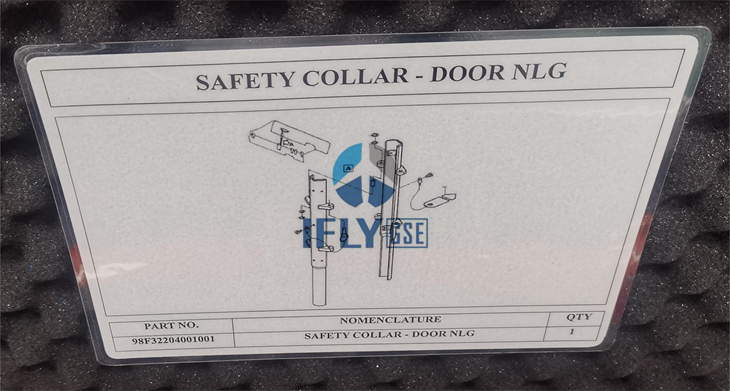 SAFETY COLLAR - DOOR NLG
A
IFLY GSE
PART NO.
NOMENCLATURE
QTY
98F32204001001
SAFETY COLLAR - DOOR NLG
1